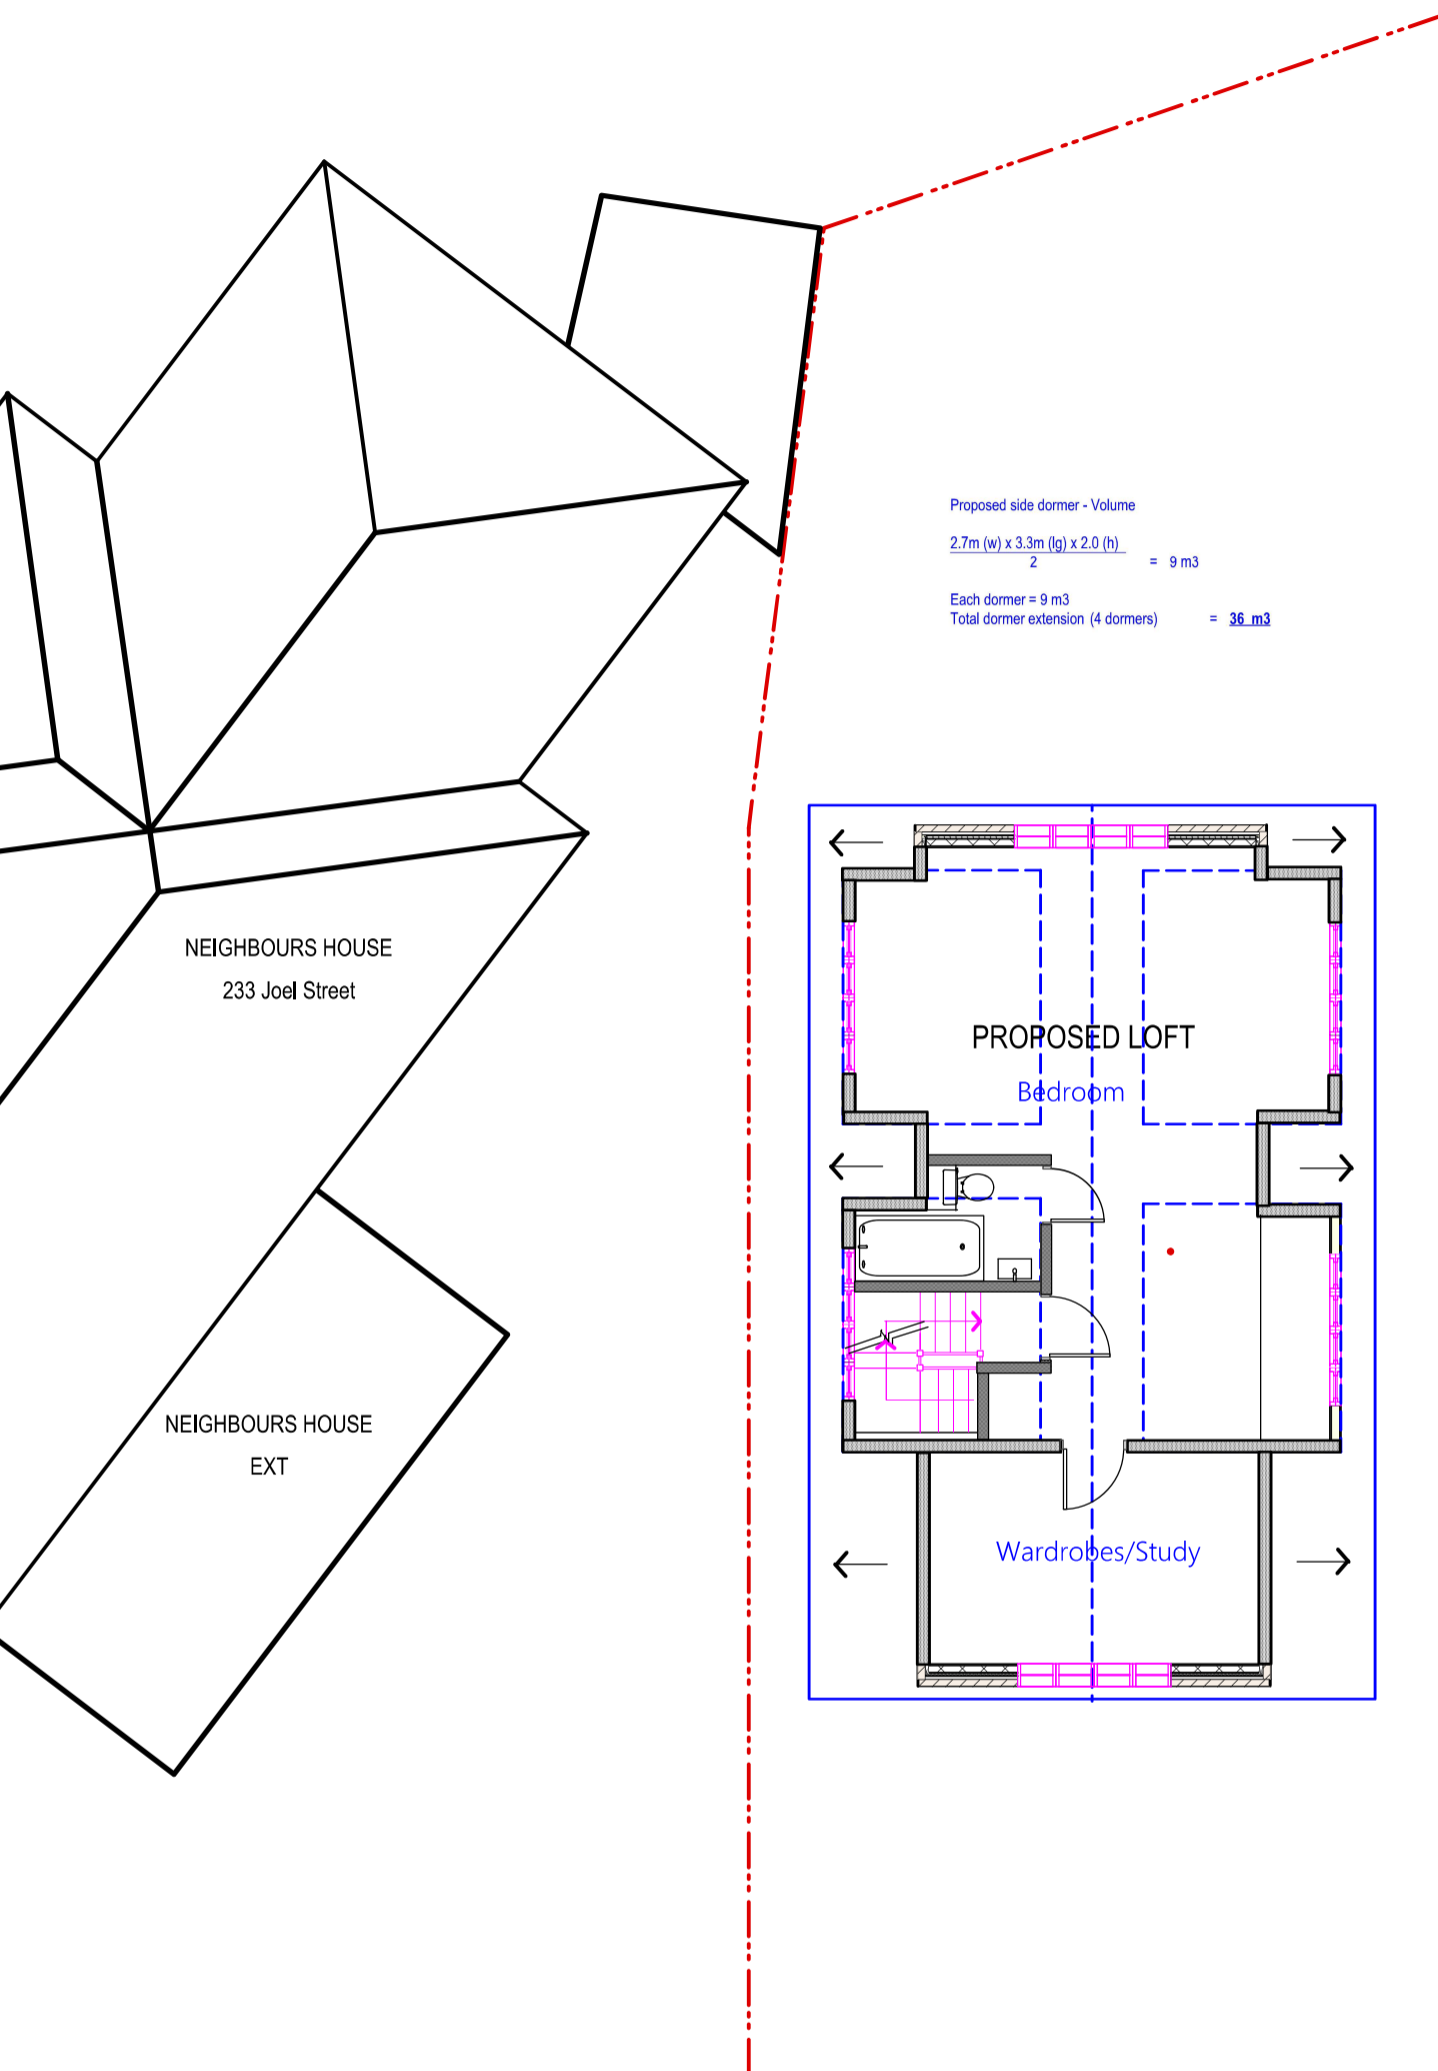 Proposed side dormer - Volume
2.7m (w) x 3.3m (lg) x 2.0 (h)
2 = 9 m3
Each dormer = 9 m3
Total dormer extension (4 dormers) = 36 m3
NEIGHBOURS HOUSE
233 Joel Street
PROPOSED LOFT
Bedroom
NEIGHBOURS HOUSE
EXT
Wardrobes/Study